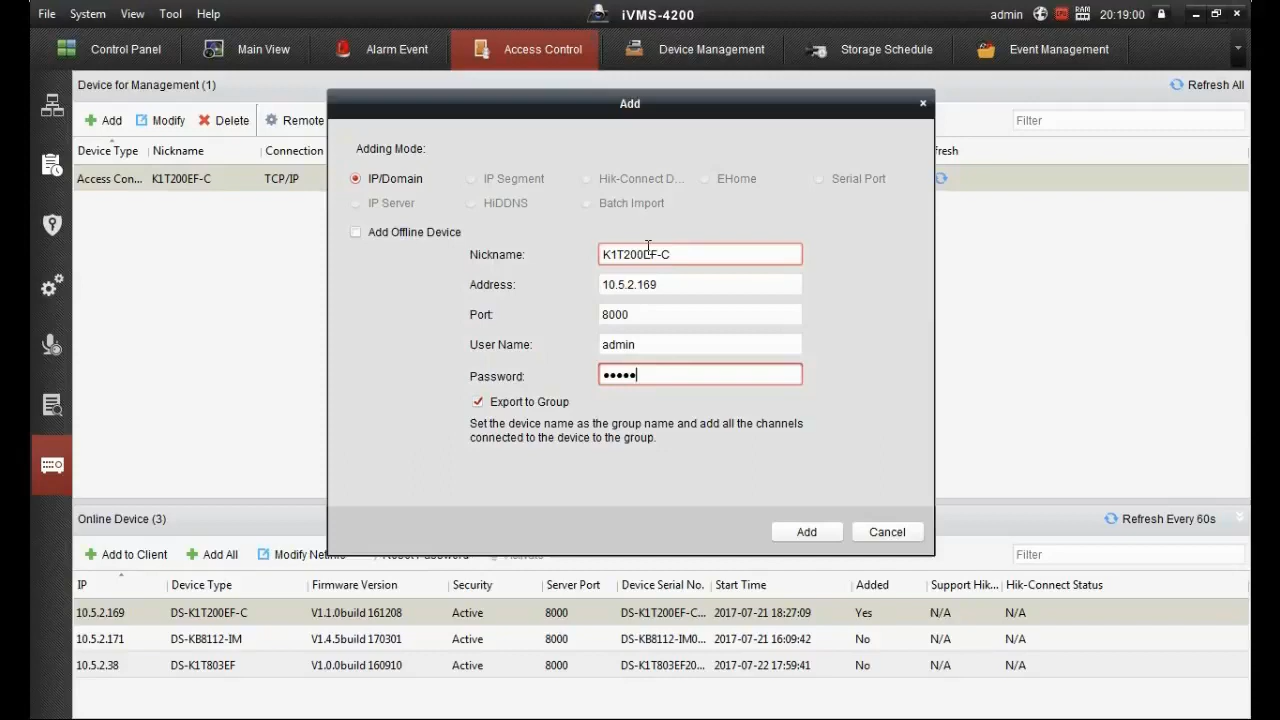 File System View Tool Help iVMS-4200 admin 20:19:00
Control Panel Main View Alarm Event Access Control Device Management Storage Schedule Event Management
Device for Management (1) Refresh All
Add Modify Delete Remote Filter
Device Type Nickname Connection
Access Con... K1T200EF-C TCP/IP
Add
Adding Mode:
IP/Domain IP Segment Hik-Connect D... EHome Serial Port
IP Server HiDDNS Batch Import
Add Offline Device
Nickname: K1T200EF-C
Address: 10.5.2.169
Port: 8000
User Name: admin
Password: •••••
Export to Group
Set the device name as the group name and add all the channels
connected to the device to the group.
Add Cancel
Online Device (3) Refresh Every 60s
Add to Client Add All Filter
IP Device Type Firmware Version Security Server Port Device Serial No. Start Time Added Support Hik... Hik-Connect Status
10.5.2.169 DS-K1T200EF-C V1.1.0build 161208 Active 8000 DS-K1T200EF-C... 2017-07-21 18:27:09 Yes N/A N/A
10.5.2.171 DS-KB8112-IM V1.4.5build 170301 Active 8000 DS-KB8112-IM0... 2017-07-21 16:09:42 No N/A N/A
10.5.2.38 DS-K1T803EF V1.0.0build 160910 Active 8000 DS-K1T803EF20... 2017-07-22 17:59:41 No N/A N/A